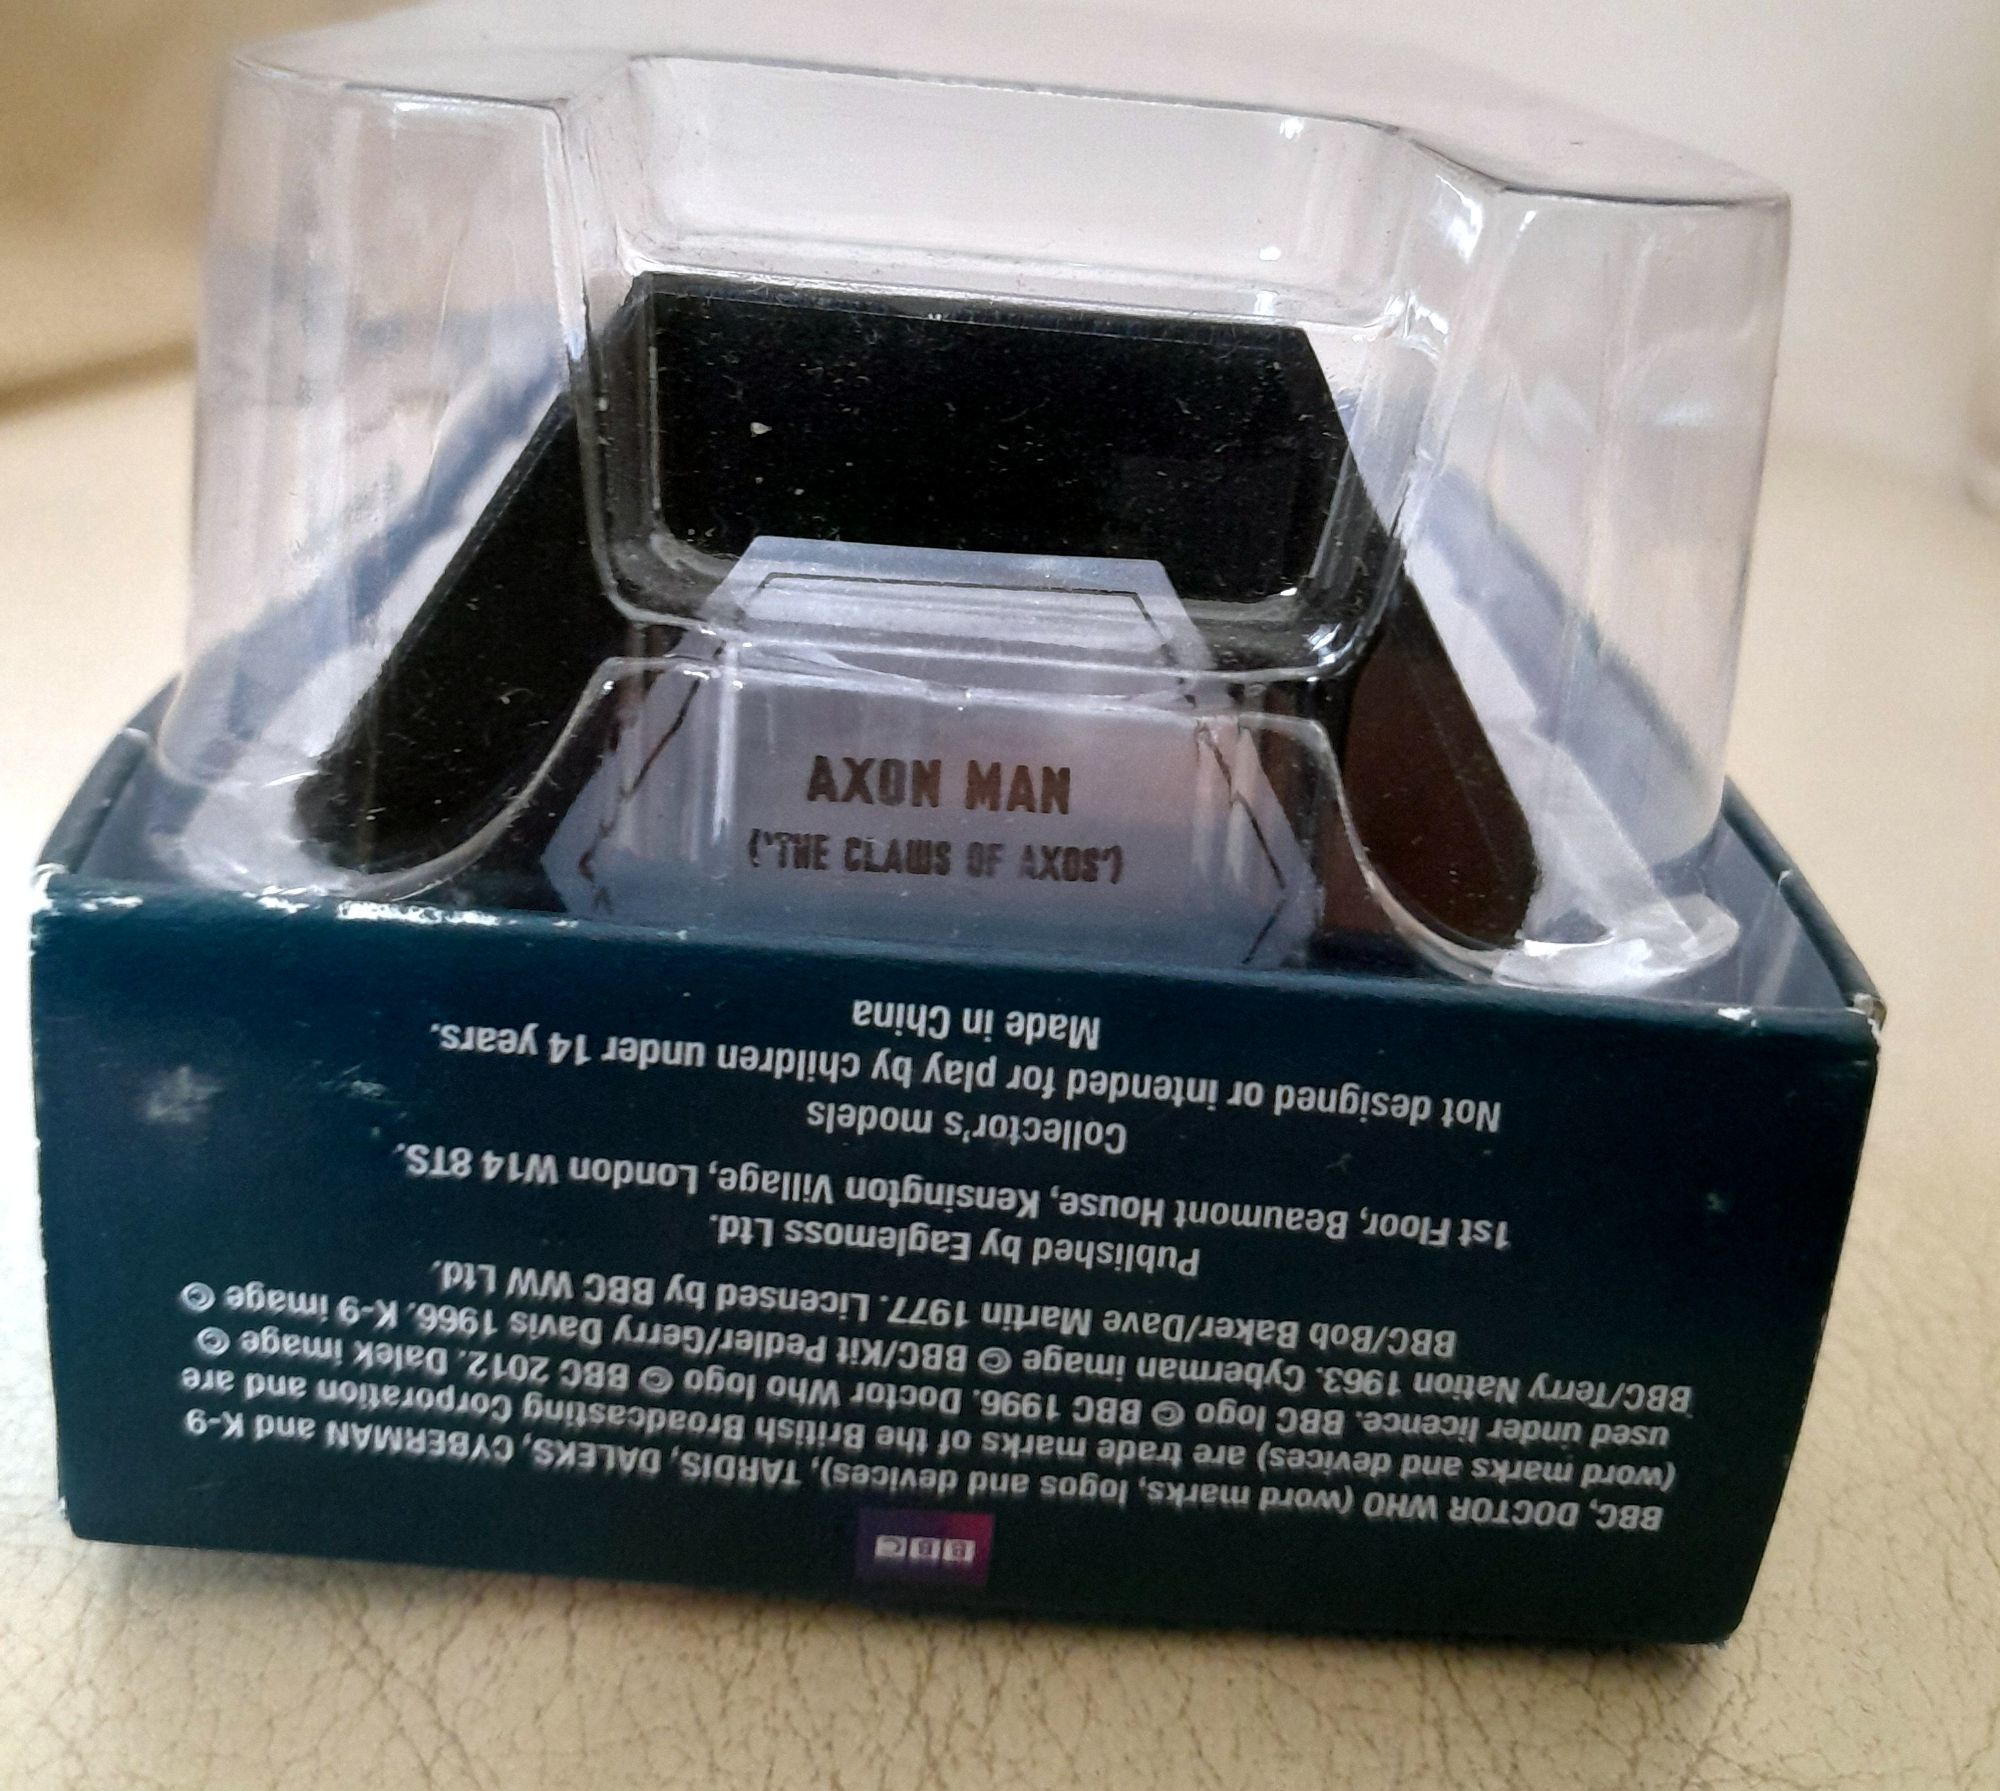 AXON MAN
('THE CLAWS OF AXOS')
BBC
BBC, DOCTOR WHO (word marks, logos and devices), TARDIS, DALEKS, CYBERMAN and K-9
(word marks and devices) are trade marks of the British Broadcasting Corporation and are
used under licence. BBC logo © BBC 1996. Doctor Who logo © BBC 2012. Dalek image ©
BBC/Terry Nation 1963. Cyberman image © BBC/Kit Pedler/Gerry Davis 1966. K-9 image ©
BBC/Bob Baker/Dave Martin 1977. Licensed by BBC WW Ltd.
Published by Eaglemoss Ltd.
1st Floor, Beaumont House, Kensington Village, London W14 8TS.
Collector's models
Not designed or intended for play by children under 14 years.
Made in China